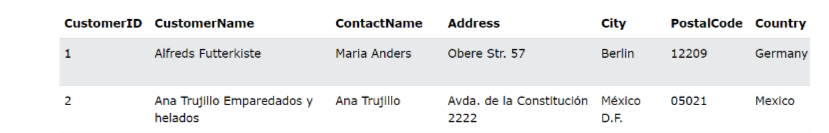 CustomerID CustomerName ContactName Address City PostalCode Country
1 Alfreds Futterkiste Maria Anders Obere Str. 57 Berlin 12209 Germany
2 Ana Trujillo Emparedados y Ana Trujillo Avda. de la Constitución México 05021 Mexico
helados 2222 D.F.